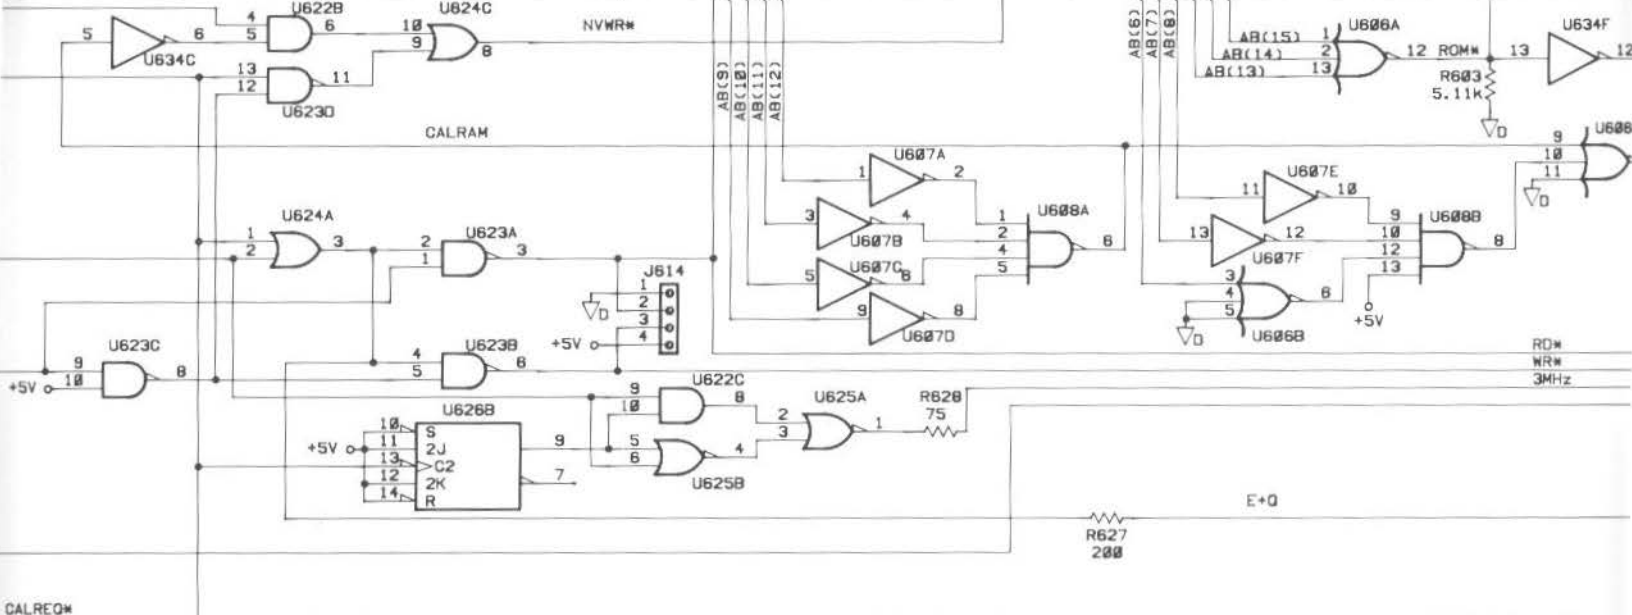 U622B
4
5
6
5
6
U634C
U624C
10
9
8
NVWR*
13
12
11
U623D
CALRAM
AB(9)
AB(10)
AB(11)
AB(12)
AB(6)
AB(7)
AB(8)
U606A
AB(15)
1
AB(14)
2
AB(13)
13
12
ROM*
13
U634F
12
R603
5.11K
D
9
10
11
U606
D
U607A
1
2
3
4
U607B
5
U607C
6
9
8
U607D
U608A
1
2
4
5
6
U607E
11
10
13
12
U607F
3
4
5
6
U606B
D
U608B
9
10
12
13
8
+5V
U624A
1
2
3
U623A
2
1
3
J614
1
2
3
4
D
+5V
U623C
9
10
8
+5V
U623B
4
5
6
RD*
WR*
3MHz
U622C
9
10
8
U625A
2
3
1
R628
75
U626B
10
S
11
2J
13
C2
12
2K
14
R
+5V
9
7
5
6
4
U625B
E+Q
R627
200
CALREQ*